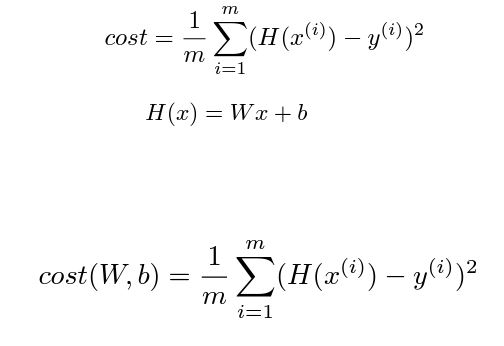 cost = \frac{1}{m} \sum_{i=1}^{m} (H(x^{(i)}) - y^{(i)})^2
H(x) = Wx + b
cost(W, b) = \frac{1}{m} \sum_{i=1}^{m} (H(x^{(i)}) - y^{(i)})^2